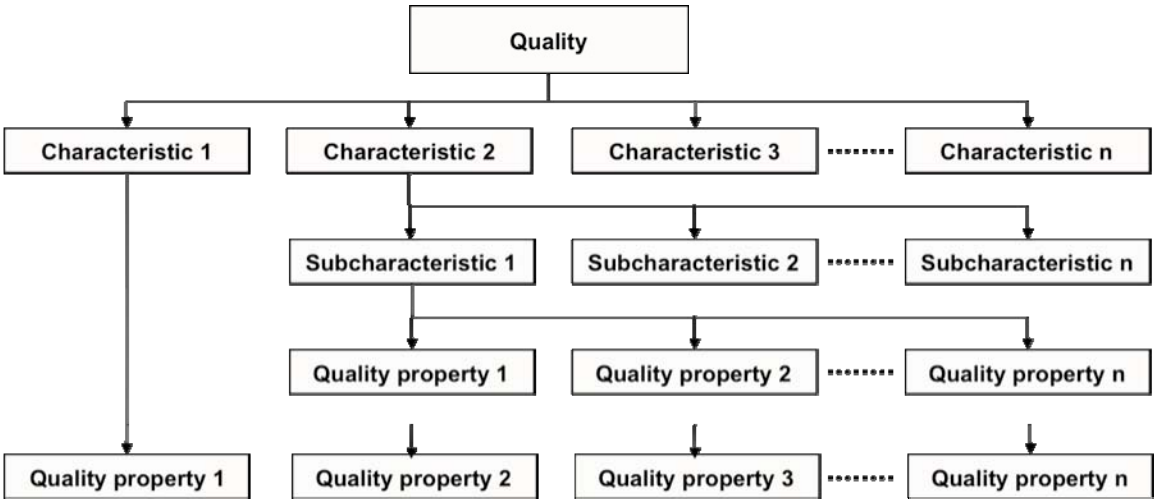 Quality
Characteristic 1
Characteristic 2
Characteristic 3
Characteristic n
Subcharacteristic 1
Subcharacteristic 2
Subcharacteristic n
Quality property 1
Quality property 2
Quality property n
Quality property 1
Quality property 2
Quality property 3
Quality property n